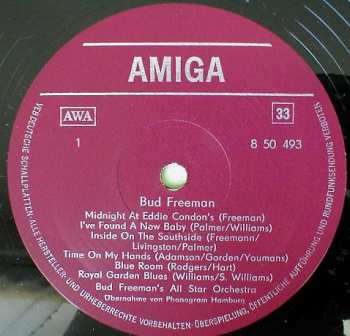 AMIGA
AWA
33
1
8 50 493
Bud Freeman
Midnight At Eddie Condon's (Freeman)
I've Found A New Baby (Palmer/Williams)
Inside On The Southside (Freemann/
Livingston/Palmer)
Time On My Hands (Adamson/Gordon/Youmans)
Blue Room (Rodgers/Hart)
Royal Garden Blues (Williams/S. Williams)
Bud Freeman's All Star Orchestra
Übernahme von Phonogram Hamburg
VEB DEUTSCHE SCHALLPLATTEN · ALLE HERSTELLER- UND URHEBERRECHTE VORBEHALTEN · ÜBERSPIELUNG, ÖFFENTLICHE AUFFÜHRUNG UND RUNDFUNKSENDUNG VERBOTEN